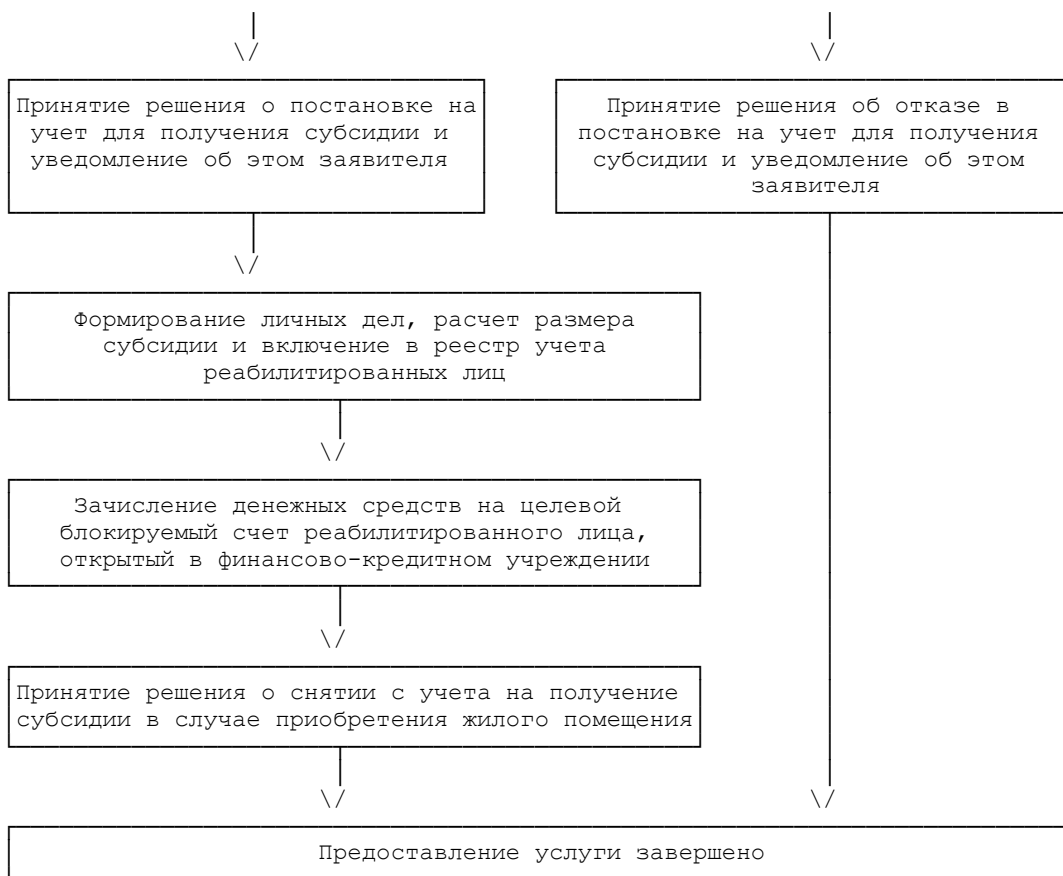 Принятие решения о постановке на
учет для получения субсидии и
уведомление об этом заявителя
Принятие решения об отказе в
постановке на учет для получения
субсидии и уведомление об этом
заявителя
Формирование личных дел, расчет размера
субсидии и включение в реестр учета
реабилитированных лиц
Зачисление денежных средств на целевой
блокируемый счет реабилитированного лица,
открытый в финансово-кредитном учреждении
Принятие решения о снятии с учета на получение
субсидии в случае приобретения жилого помещения
Предоставление услуги завершено